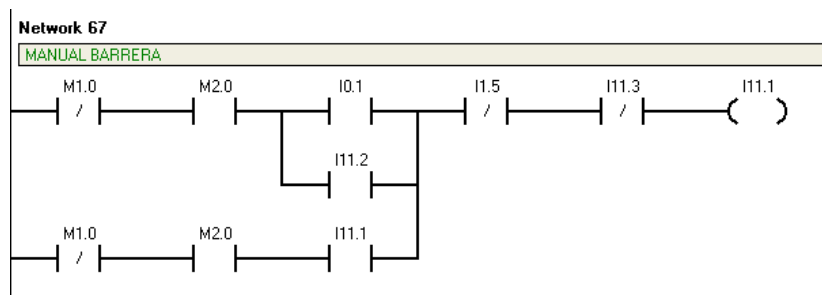 Network 67
MANUAL BARRERA
M1.0 M2.0 I0.1 I1.5 I11.3 I11.1
I11.2
M1.0 M2.0 I11.1